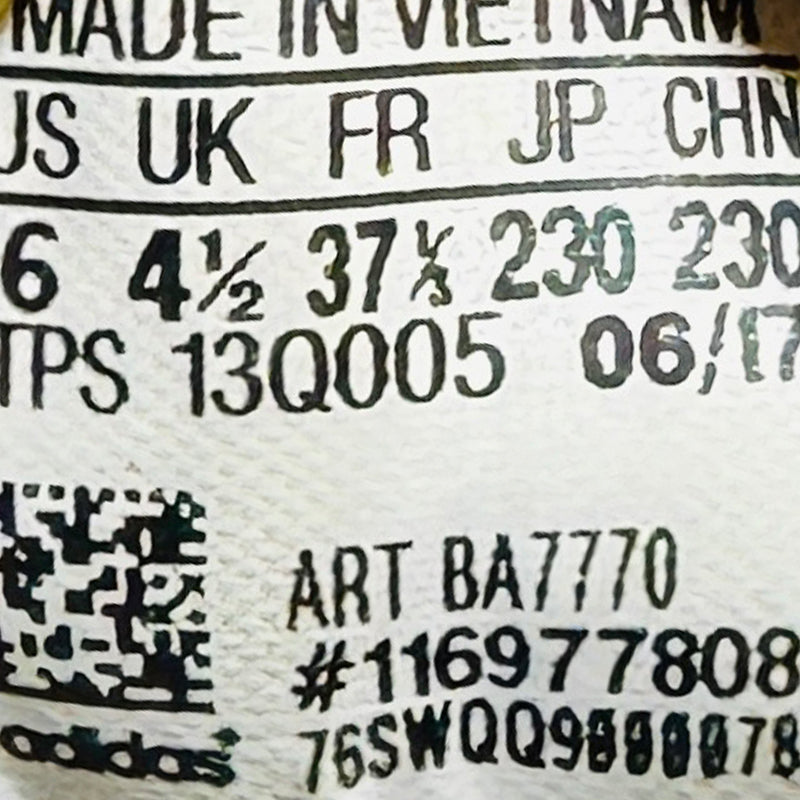 MADE IN VIETNAM
US UK FR JP CHN
6 4½ 37⅓ 230 230
TPS 13Q005 06/17
ART BA7770
#116977808
adidas